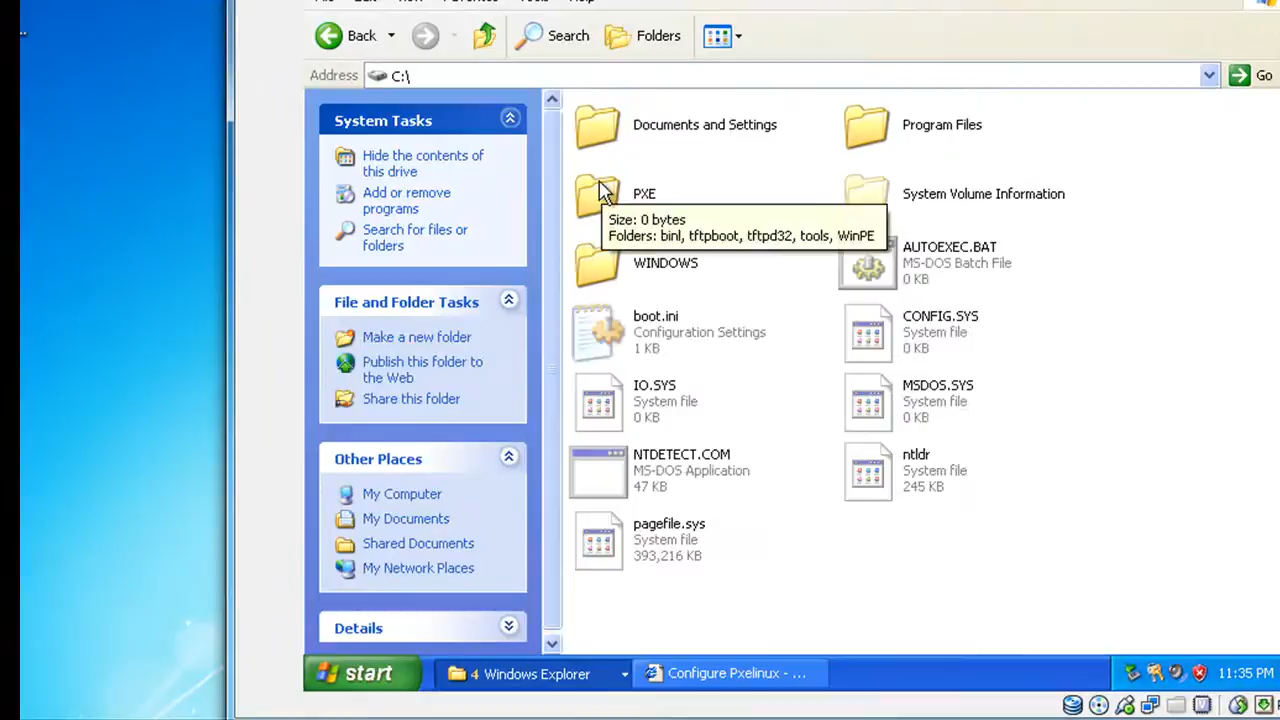 Back
Search
Folders
Address
C:\
Go
System Tasks
Hide the contents of
this drive
Add or remove
programs
Search for files or
folders
File and Folder Tasks
Make a new folder
Publish this folder to
the Web
Share this folder
Other Places
My Computer
My Documents
Shared Documents
My Network Places
Details
Documents and Settings
Program Files
PXE
System Volume Information
Size: 0 bytes
Folders: binl, tftpboot, tftpd32, tools, WinPE
WINDOWS
AUTOEXEC.BAT
MS-DOS Batch File
0 KB
boot.ini
Configuration Settings
1 KB
CONFIG.SYS
System file
0 KB
IO.SYS
System file
0 KB
MSDOS.SYS
System file
0 KB
NTDETECT.COM
MS-DOS Application
47 KB
ntldr
System file
245 KB
pagefile.sys
System file
393,216 KB
start
4 Windows Explorer
Configure Pxelinux - ...
11:35 PM